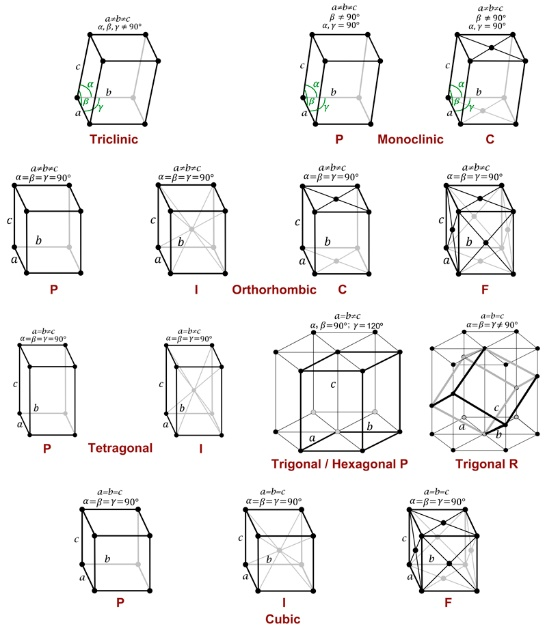 a≠b≠c
α, β, γ ≠ 90°
c
α
β
b
γ
a
Triclinic
a≠b≠c
β ≠ 90°
α, γ = 90°
c
α
β
b
γ
a
P
Monoclinic
a≠b≠c
β ≠ 90°
α, γ = 90°
c
α
β
b
γ
a
C
a≠b≠c
α=β=γ=90°
c
b
a
P
a≠b≠c
α=β=γ=90°
c
b
a
I
Orthorhombic
a≠b≠c
α=β=γ=90°
c
b
a
C
a≠b≠c
α=β=γ=90°
c
b
a
F
a=b≠c
α=β=γ=90°
c
b
a
P
Tetragonal
a=b≠c
α=β=γ=90°
c
b
a
I
a=b≠c
α, β=90°; γ=120°
c
a
b
Trigonal / Hexagonal P
a=b=c
α=β=γ≠90°
c
a
b
Trigonal R
a=b=c
α=β=γ=90°
c
b
a
P
a=b=c
α=β=γ=90°
c
b
a
I
Cubic
a=b=c
α=β=γ=90°
c
b
a
F